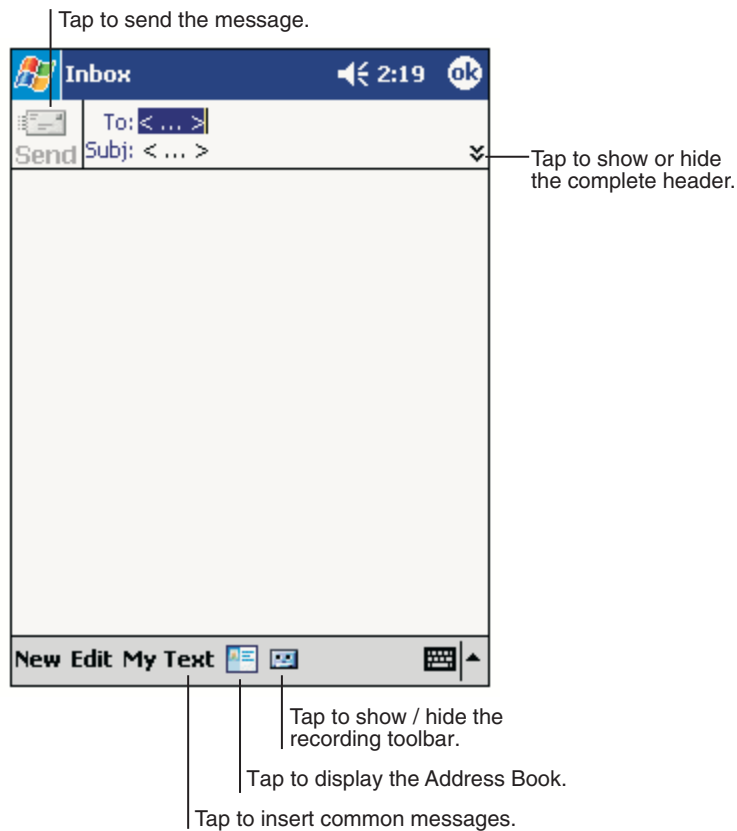 Tap to send the message.
Inbox 2:19 ok
To: < ... >
Send Subj: < ... >
Tap to show or hide
the complete header.
New Edit My Text
Tap to show / hide the
recording toolbar.
Tap to display the Address Book.
Tap to insert common messages.